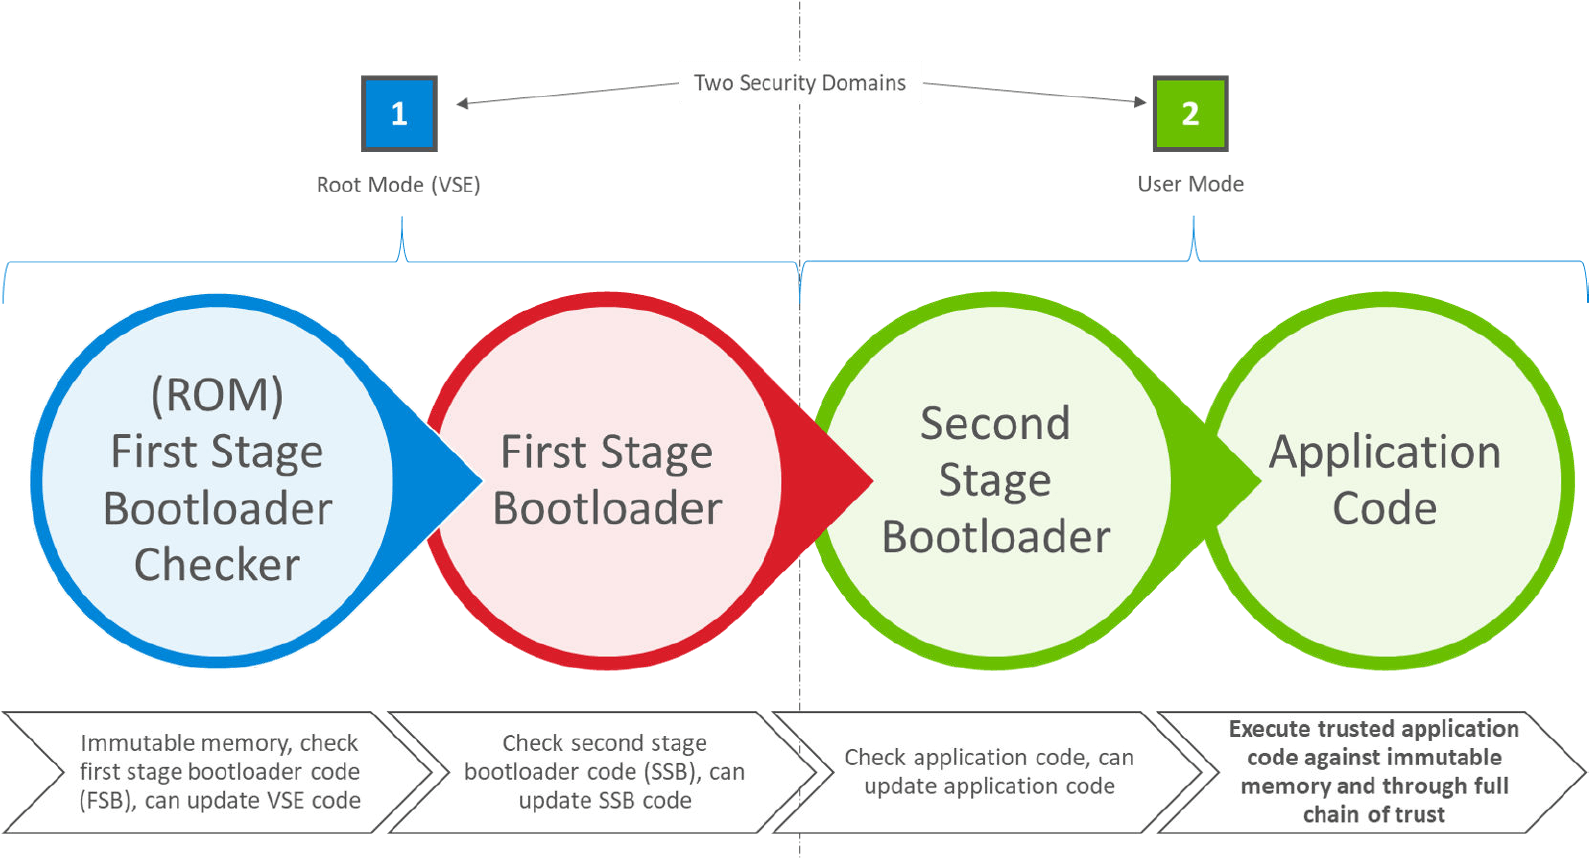 Two Security Domains
1
2
Root Mode (VSE)
User Mode
(ROM)
First Stage
Bootloader
Checker
First Stage
Bootloader
Second
Stage
Bootloader
Application
Code
Immutable memory, check
first stage bootloader code
(FSB), can update VSE code
Check second stage
bootloader code (SSB), can
update SSB code
Check application code, can
update application code
Execute trusted application
code against immutable
memory and through full
chain of trust